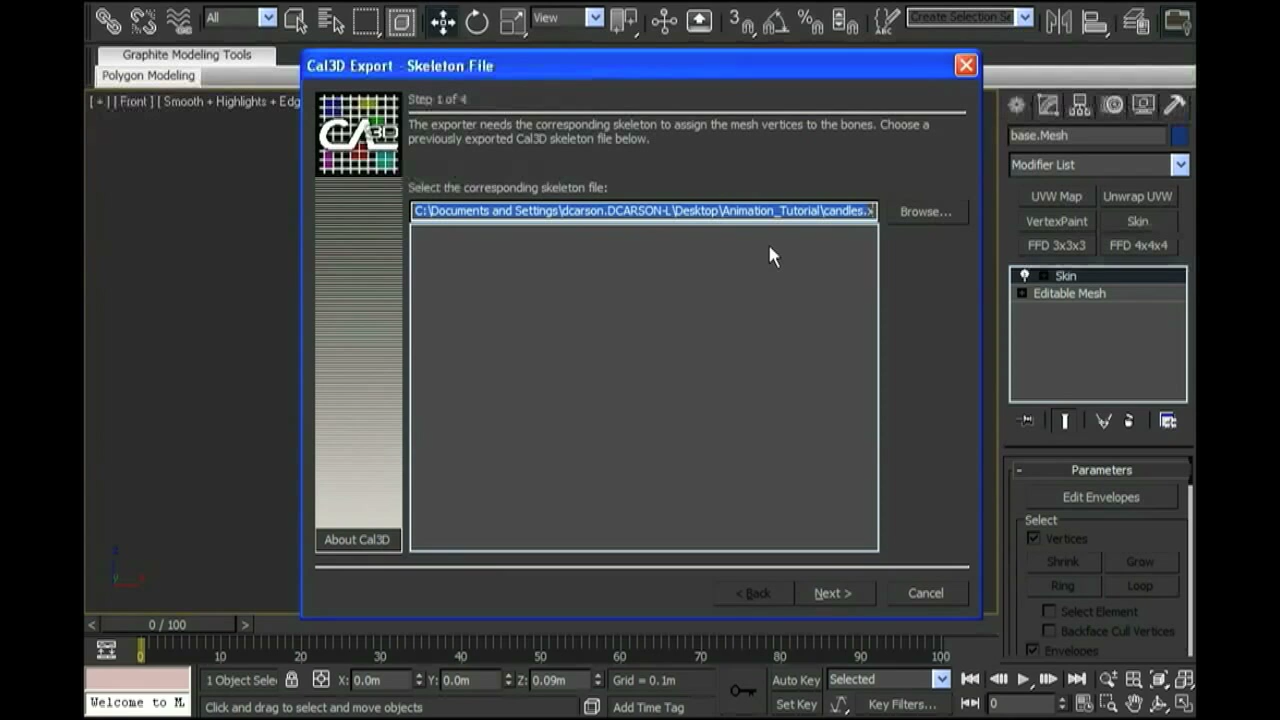 All
View
Create Selection Se
Graphite Modeling Tools
Polygon Modeling
[ + ] [ Front ] [ Smooth + Highlights + Edg
Cal3D Export - Skeleton File
CAL3D
Step 1 of 4
The exporter needs the corresponding skeleton to assign the mesh vertices to the bones. Choose a
previously exported Cal3D skeleton file below.
Select the corresponding skeleton file:
C:\Documents and Settings\dcarson.DCARSON-L\Desktop\Animation_Tutorial\candles.x
Browse...
About Cal3D
< Back
Next >
Cancel
base.Mesh
Modifier List
UVW Map
Unwrap UVW
VertexPaint
Skin
FFD 3x3x3
FFD 4x4x4
Skin
Editable Mesh
- Parameters
Edit Envelopes
Select
Vertices
Shrink
Grow
Ring
Loop
Select Element
Backface Cull Vertices
Envelopes
< 0 / 100 >
0 10 20 30 40 50 60 70 80 90 100
1 Object Sele
X: 0.0m
Y: 0.0m
Z: 0.09m
Grid = 0.1m
Auto Key
Selected
Welcome to M
Click and drag to select and move objects
Add Time Tag
Set Key
Key Filters...
0